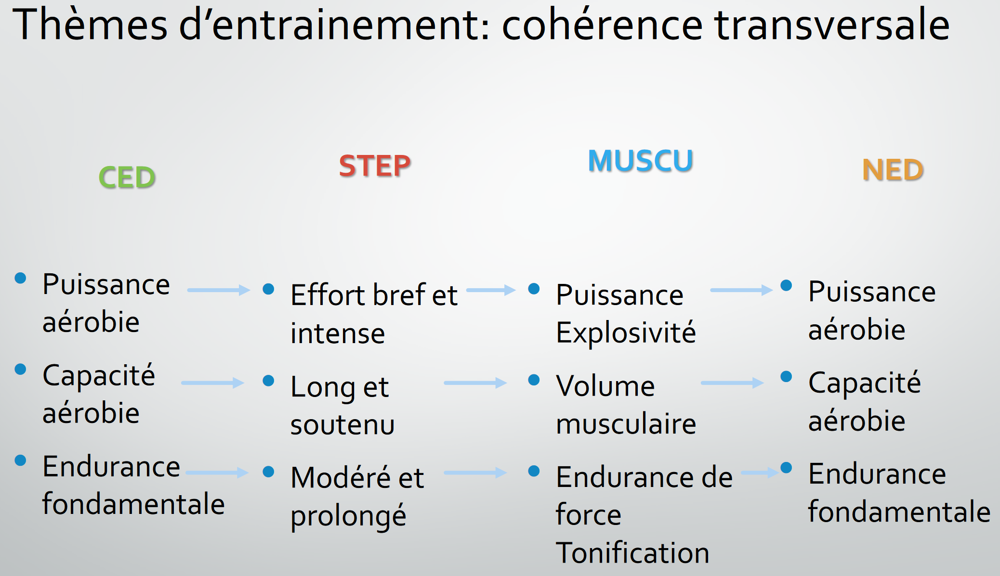 Thèmes d’entrainement: cohérence transversale
CED
STEP
MUSCU
NED
• Puissance
aérobie
• Capacité
aérobie
• Endurance
fondamentale
• Effort bref et
intense
• Long et
soutenu
• Modéré et
prolongé
• Puissance
Explosivité
• Volume
musculaire
• Endurance de
force
Tonification
• Puissance
aérobie
• Capacité
aérobie
• Endurance
fondamentale